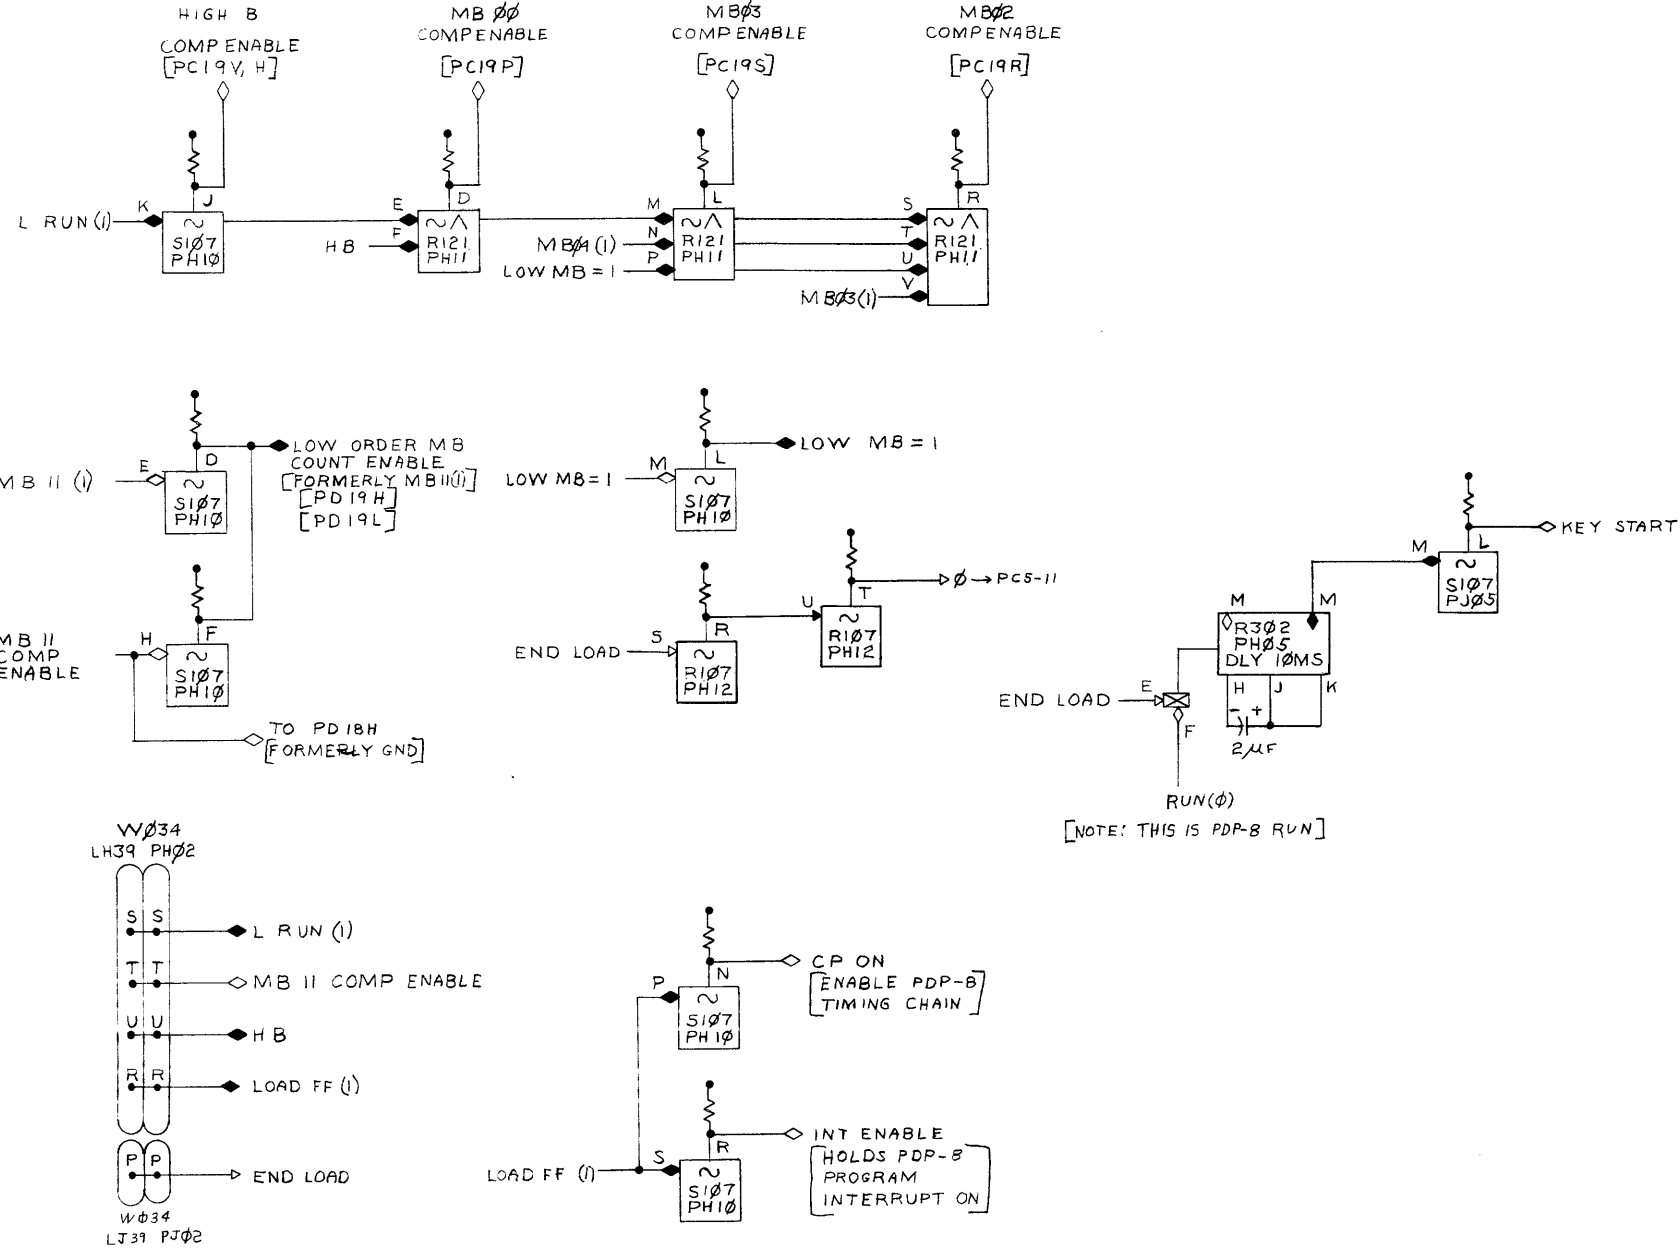 HIGH B
COMP ENABLE
[PC19V, H]
MB ØØ
COMP ENABLE
[PC19P]
MBØ3
COMP ENABLE
[PC19S]
MBØ2
COMP ENABLE
[PC19R]
L RUN (1)
K
J
~
S1Ø7
PH1Ø
E
F
HB
D
~ ∧
R121
PH11
M
N
P
MBØ4 (1)
LOW MB = 1
L
~ ∧
R121
PH11
S
T
U
V
MBØ3(1)
R
~ ∧
R121
PH11
MB 11 (1)
E
D
~
S1Ø7
PH1Ø
LOW ORDER MB
COUNT ENABLE
[FORMERLY MB11(1)]
[PD19H]
[PD19L]
MB 11
COMP
ENABLE
H
F
~
S1Ø7
PH1Ø
TO PD18H
[FORMERLY GND]
LOW MB = 1
M
L
~
S1Ø7
PH1Ø
LOW MB = 1
END LOAD
S
R
~
R1Ø7
PH12
U
T
~
R1Ø7
PH12
Ø → PC5-11
END LOAD
E
F
RUN(Ø)
[NOTE: THIS IS PDP-8 RUN]
M
M
R3Ø2
PHØ5
DLY 1ØMS
H
J
K
- +
2µF
M
L
~
S1Ø7
PJØ5
KEY START
WØ34
LH39 PHØ2
S S
L RUN (1)
T T
MB 11 COMP ENABLE
U U
HB
R R
LOAD FF (1)
P P
END LOAD
WØ34
LJ39 PJØ2
P
N
~
S1Ø7
PH1Ø
CP ON
[ENABLE PDP-8
TIMING CHAIN]
LOAD FF (1)
S
R
~
S1Ø7
PH1Ø
INT ENABLE
[HOLDS PDP-8
PROGRAM
INTERRUPT ON]